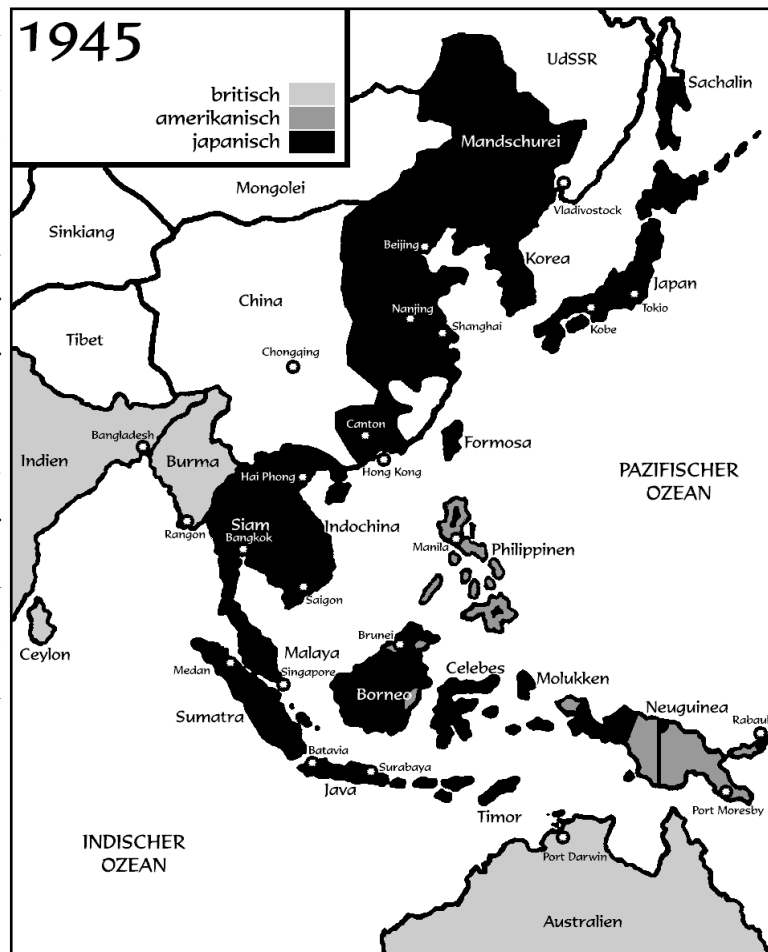 1945
britisch
amerikanisch
japanisch
UdSSR
Sachalin
Mandschurei
Mongolei
Vladivostock
Sinkiang
Beijing
Korea
Japan
China
Nanjing
Tokio
Shanghai
Kobe
Tibet
Chongqing
Canton
Bangladesh
Formosa
Indien
Burma
Hai Phong
Hong Kong
PAZIFISCHER
OZEAN
Siam
Indochina
Rangon
Bangkok
Manila
Philippinen
Saigon
Brunei
Ceylon
Malaya
Medan
Singapore
Celebes
Molukken
Borneo
Sumatra
Neuguinea
Rabaul
Batavia
Surabaya
Java
Port Moresby
Timor
INDISCHER
OZEAN
Port Darwin
Australien